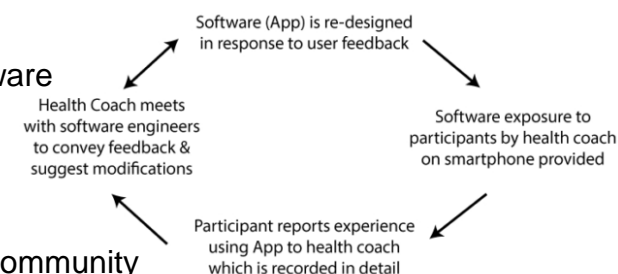 Software (App) is re-designed
in response to user feedback
Health Coach meets
with software engineers
to convey feedback &
suggest modifications
Software exposure to
participants by health coach
on smartphone provided
Participant reports experience
using App to health coach
which is recorded in detail